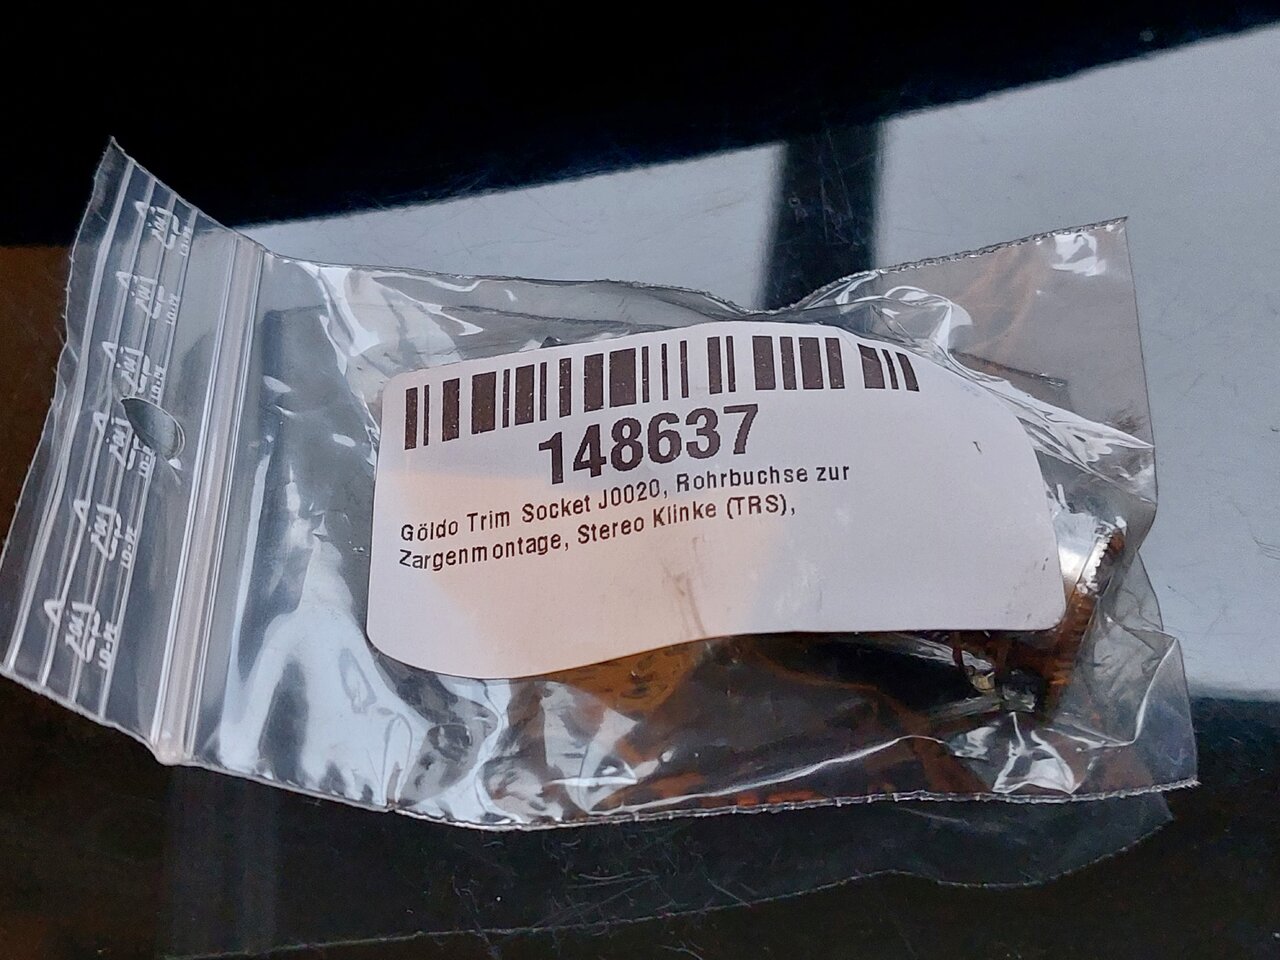 148637
Göldo Trim Socket J0020, Rohrbuchse zur
Zargenmontage, Stereo Klinke (TRS),